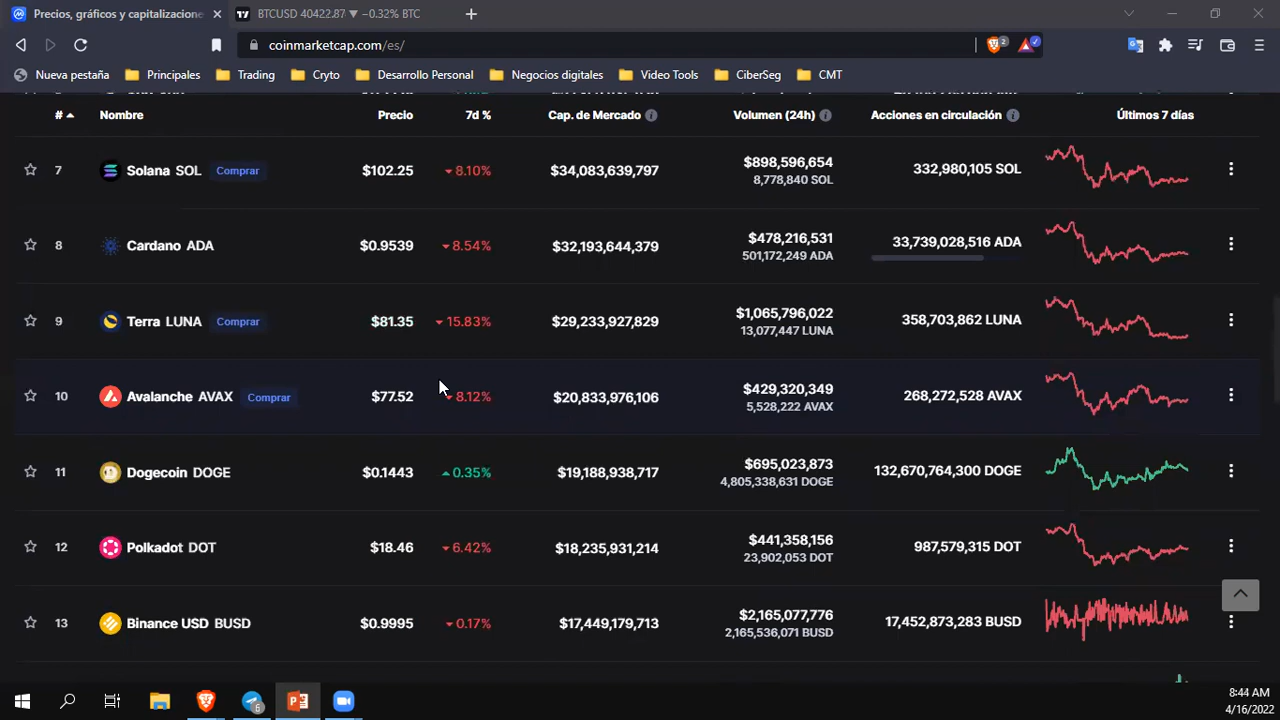 Precios, gráficos y capitalizacione
BTCUSD 40422.87 ▼ −0.32% BTC
coinmarketcap.com/es/
2
Nueva pestaña Principales Trading Cryto Desarrollo Personal Negocios digitales Video Tools CiberSeg CMT
# Nombre Precio 7d % Cap. de Mercado Volumen (24h) Acciones en circulación Últimos 7 días
7 Solana SOL Comprar $102.25 8.10% $34,083,639,797 $898,596,654 332,980,105 SOL
8,778,840 SOL
8 Cardano ADA $0.9539 8.54% $32,193,644,379 $478,216,531 33,739,028,516 ADA
501,172,249 ADA
9 Terra LUNA Comprar $81.35 15.83% $29,233,927,829 $1,065,796,022 358,703,862 LUNA
13,077,447 LUNA
10 Avalanche AVAX Comprar $77.52 8.12% $20,833,976,106 $429,320,349 268,272,528 AVAX
5,528,222 AVAX
11 Dogecoin DOGE $0.1443 0.35% $19,188,938,717 $695,023,873 132,670,764,300 DOGE
4,805,338,631 DOGE
12 Polkadot DOT $18.46 6.42% $18,235,931,214 $441,358,156 987,579,315 DOT
23,902,053 DOT
13 Binance USD BUSD $0.9995 0.17% $17,449,179,713 $2,165,077,776 17,452,873,283 BUSD
2,165,536,071 BUSD
8:44 AM
4/16/2022